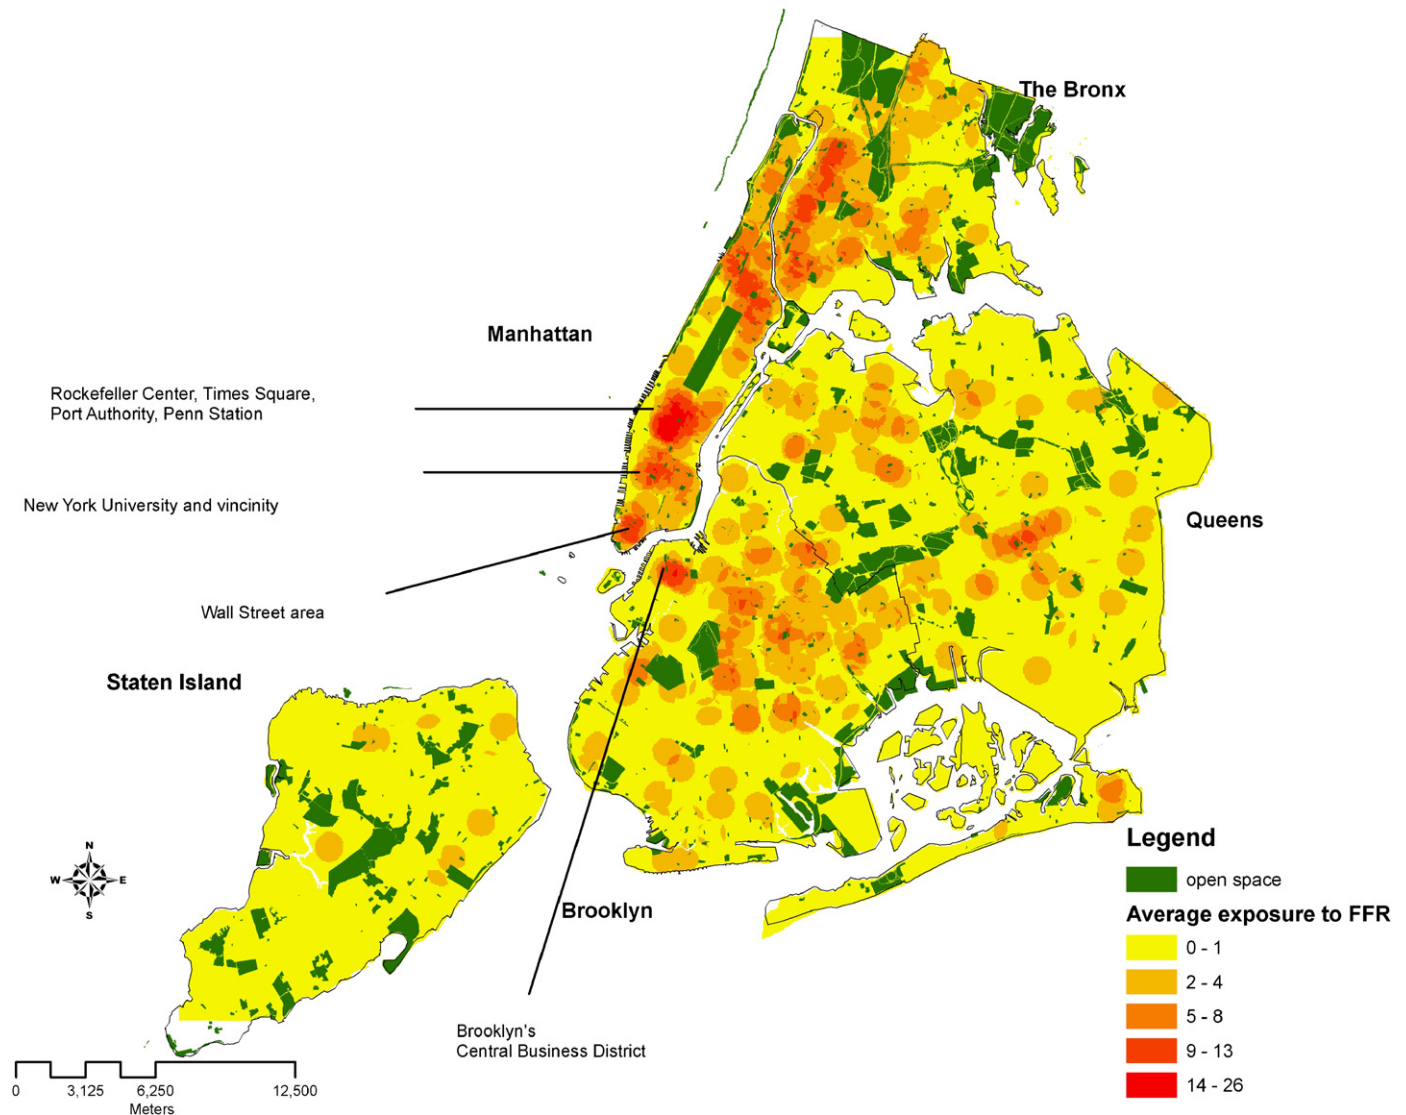 The Bronx
Manhattan
Rockefeller Center, Times Square,
Port Authority, Penn Station
New York University and vincinity
Queens
Wall Street area
Staten Island
Legend
open space
Average exposure to FFR
0 - 1
2 - 4
5 - 8
9 - 13
14 - 26
N
W E
S
Brooklyn
Brooklyn's
Central Business District
0 3,125 6,250 12,500
Meters